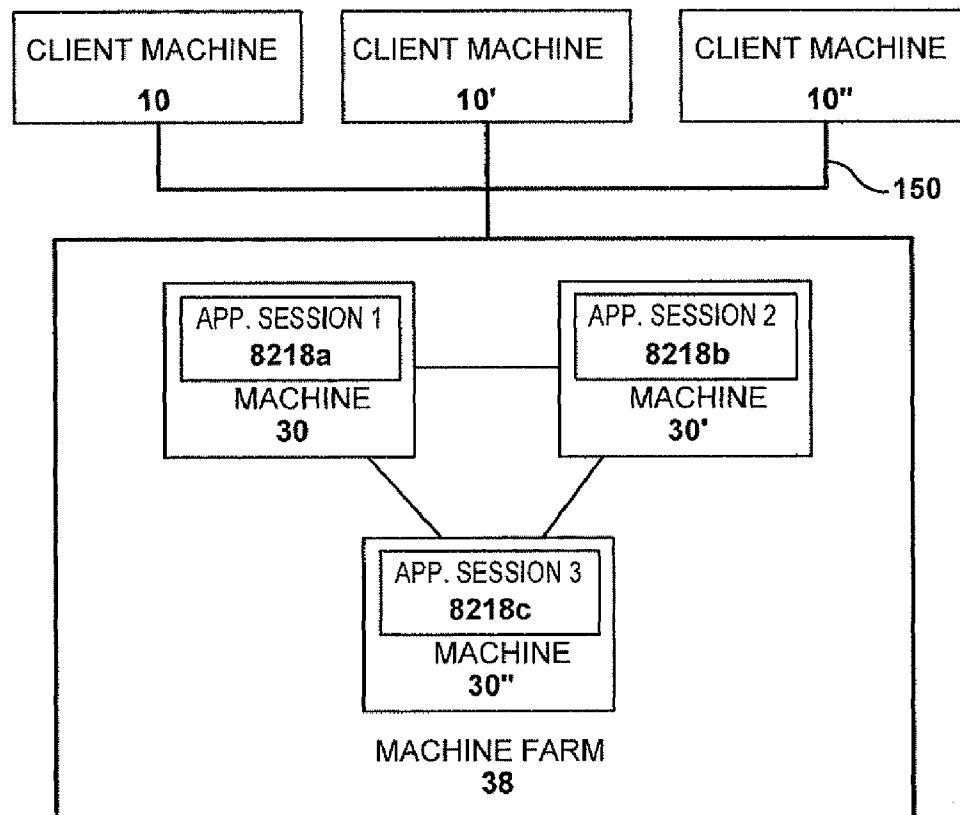 CLIENT MACHINE
10
CLIENT MACHINE
10'
CLIENT MACHINE
10"
150
APP. SESSION 1
8218a
MACHINE
30
APP. SESSION 2
8218b
MACHINE
30'
APP. SESSION 3
8218c
MACHINE
30"
MACHINE FARM
38